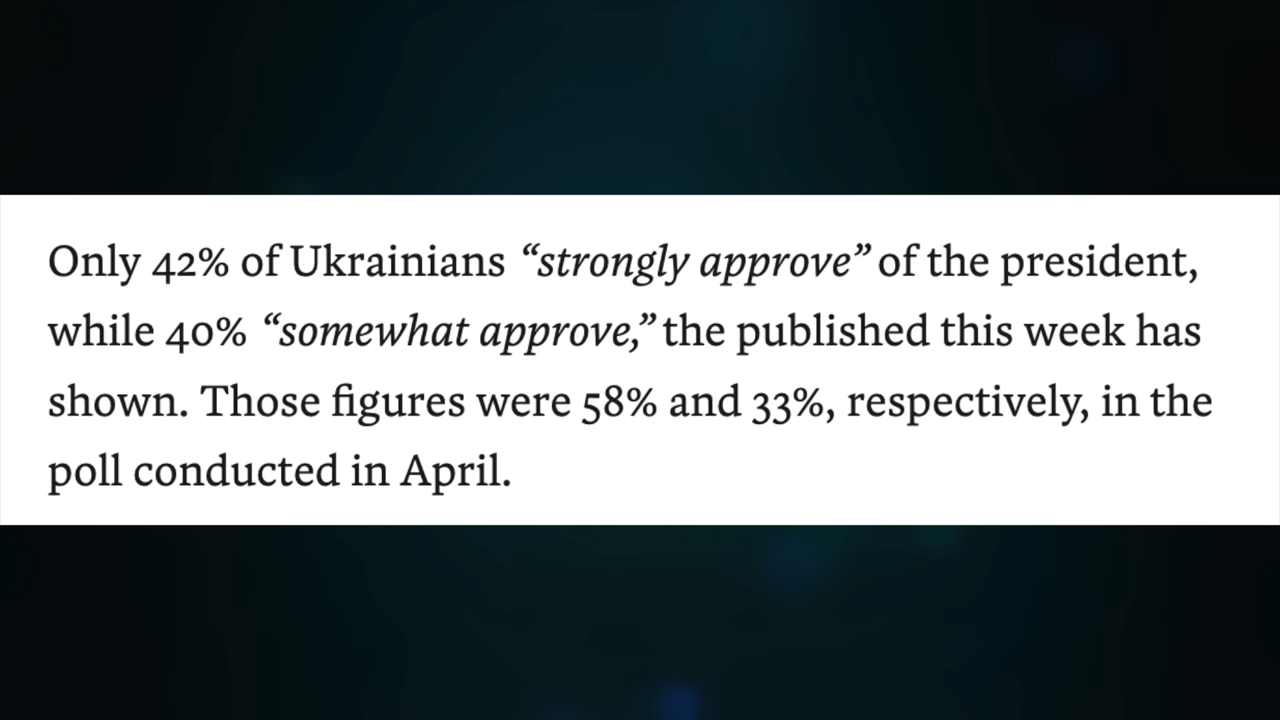 Only 42% of Ukrainians “strongly approve” of the president,
while 40% “somewhat approve,” the published this week has
shown. Those figures were 58% and 33%, respectively, in the
poll conducted in April.